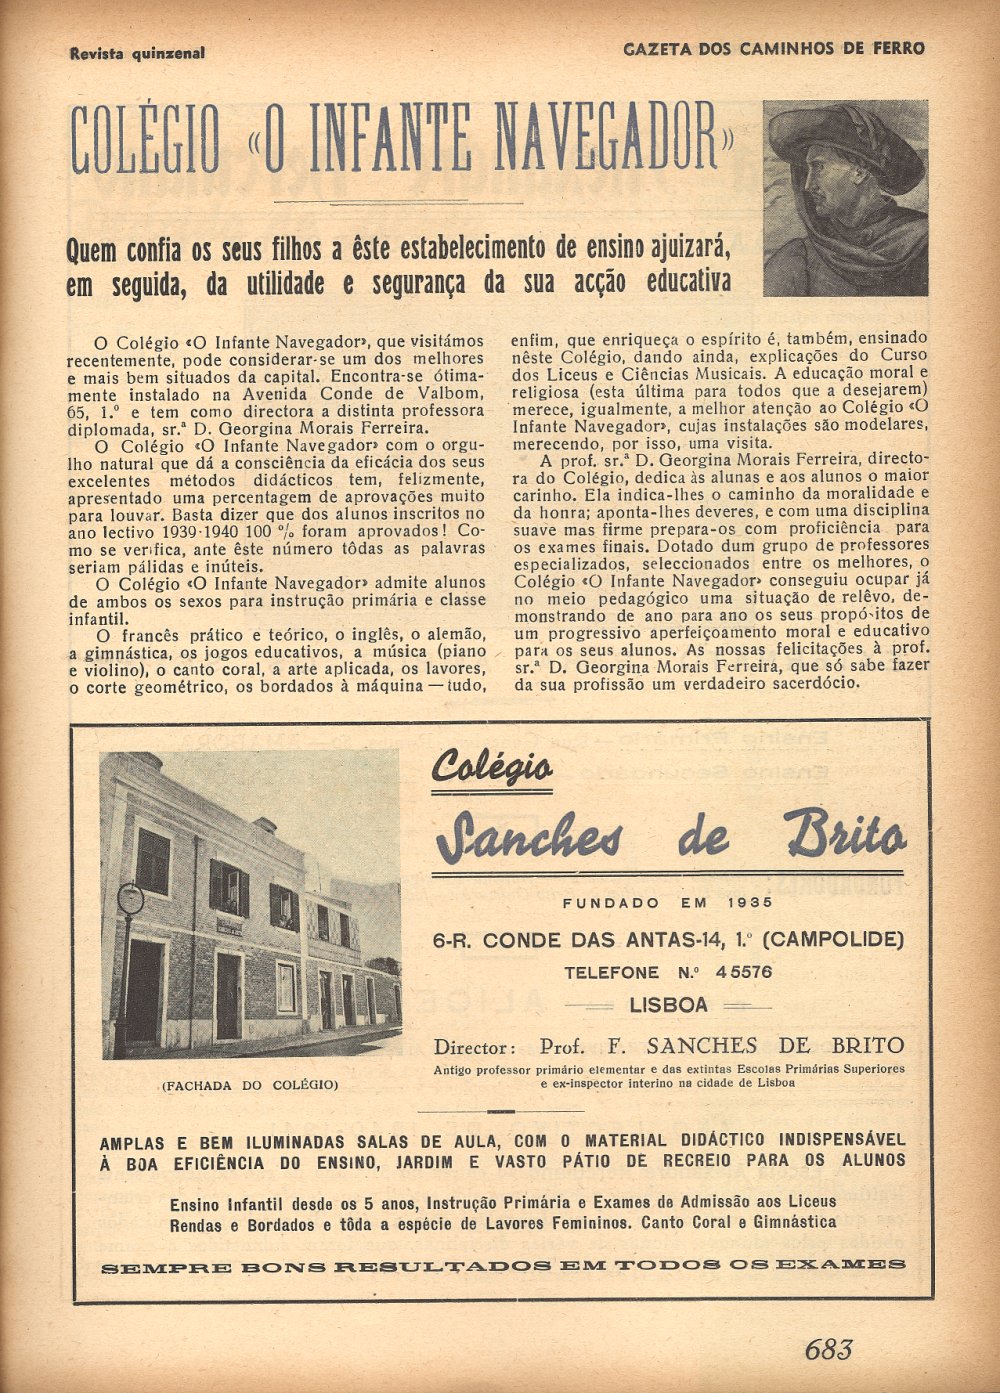 Revista quinzenal
GAZETA DOS CAMINHOS DE FERRO
COLÉGIO «O INFANTE NAVEGADOR»
Quem confia os seus filhos a êste estabelecimento de ensino ajuizará,
em seguida, da utilidade e segurança da sua acção educativa
O Colégio «O Infante Navegador», que visitámos
recentemente, pode considerar-se um dos melhores
e mais bem situados da capital. Encontra-se ótima-
mente instalado na Avenida Conde de Valbom,
65, 1.º e tem como directora a distinta professora
diplomada, sr.ª D. Georgina Morais Ferreira.
O Colégio «O Infante Navegador» com o orgu-
lho natural que dá a consciência da eficácia dos seus
excelentes métodos didácticos tem, felizmente,
apresentado uma percentagem de aprovações muito
para louvar. Basta dizer que dos alunos inscritos no
ano lectivo 1939-1940 100 % foram aprovados! Co-
mo se verifica, ante êste número tôdas as palavras
seriam pálidas e inúteis.
O Colégio «O Infante Navegador» admite alunos
de ambos os sexos para instrução primária e classe
infantil.
O francês prático e teórico, o inglês, o alemão,
a gimnástica, os jogos educativos, a música (piano
e violino), o canto coral, a arte aplicada, os lavores,
o corte geométrico, os bordados à máquina — tudo,
enfim, que enriqueça o espírito é, também, ensinado
nêste Colégio, dando ainda, explicações do Curso
dos Liceus e Ciências Musicais. A educação moral e
religiosa (esta última para todos que a desejarem)
merece, igualmente, a melhor atenção ao Colégio «O
Infante Navegador», cujas instalações são modelares,
merecendo, por isso, uma visita.
A prof. sr.ª D. Georgina Morais Ferreira, directo-
ra do Colégio, dedica às alunas e aos alunos o maior
carinho. Ela indica-lhes o caminho da moralidade e
da honra; aponta-lhes deveres, e com uma disciplina
suave mas firme prepara-os com proficiência para
os exames finais. Dotado dum grupo de professores
especializados, seleccionados entre os melhores, o
Colégio «O Infante Navegador» conseguiu ocupar já
no meio pedagógico uma situação de relêvo, de-
monstrando de ano para ano os seus propósitos de
um progressivo aperfeiçoamento moral e educativo
para os seus alunos. As nossas felicitações à prof.
sr.ª D. Georgina Morais Ferreira, que só sabe fazer
da sua profissão um verdadeiro sacerdócio.
Colégio
Sanches de Brito
FUNDADO EM 1935
6-R. CONDE DAS ANTAS-14, 1.º (CAMPOLIDE)
TELEFONE N.º 45576
LISBOA
Director: Prof. F. SANCHES DE BRITO
Antigo professor primário elementar e das extintas Escolas Primárias Superiores
e ex-inspector interino na cidade de Lisboa
(FACHADA DO COLÉGIO)
AMPLAS E BEM ILUMINADAS SALAS DE AULA, COM O MATERIAL DIDÁCTICO INDISPENSÁVEL
À BOA EFICIÊNCIA DO ENSINO, JARDIM E VASTO PÁTIO DE RECREIO PARA OS ALUNOS
Ensino Infantil desde os 5 anos, Instrução Primária e Exames de Admissão aos Liceus
Rendas e Bordados e tôda a espécie de Lavores Femininos. Canto Coral e Gimnástica
SEMPRE BONS RESULTADOS EM TODOS OS EXAMES
683